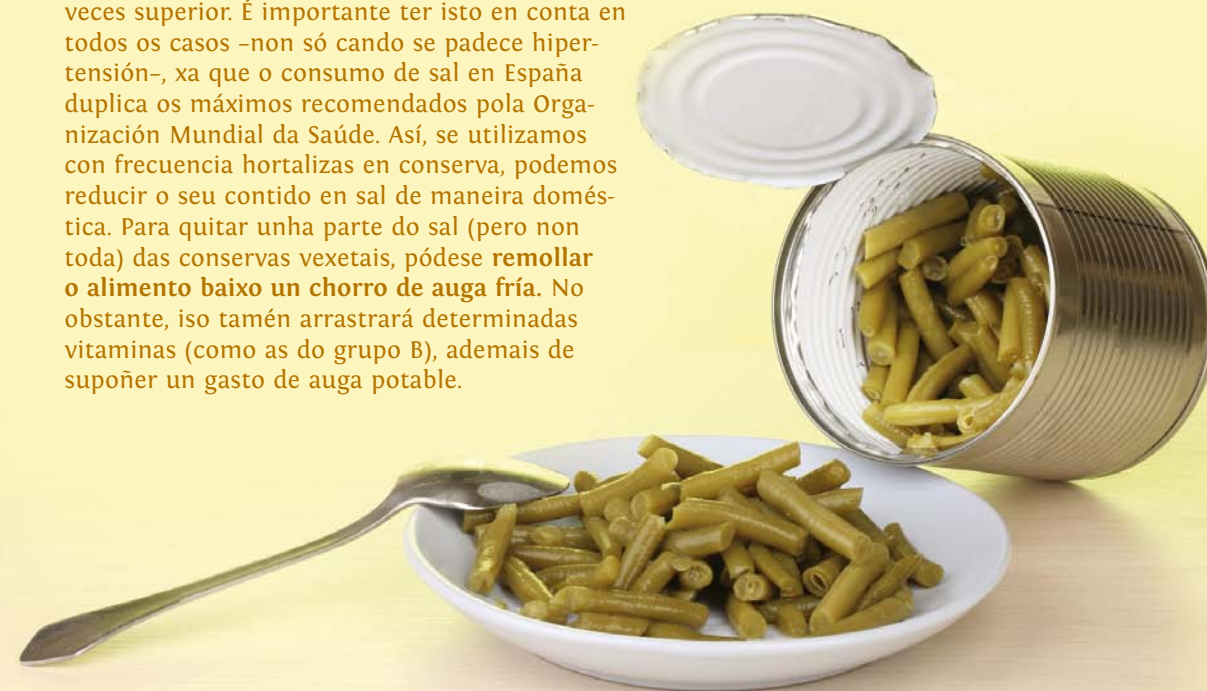 veces superior. É importante ter isto en conta en
todos os casos –non só cando se padece hiper-
tensión–, xa que o consumo de sal en España
duplica os máximos recomendados pola Orga-
nización Mundial da Saúde. Así, se utilizamos
con frecuencia hortalizas en conserva, podemos
reducir o seu contido en sal de maneira domés-
tica. Para quitar unha parte do sal (pero non
toda) das conservas vexetais, pódese remollar
o alimento baixo un chorro de auga fría. No
obstante, iso tamén arrastrará determinadas
vitaminas (como as do grupo B), ademais de
supoñer un gasto de auga potable.